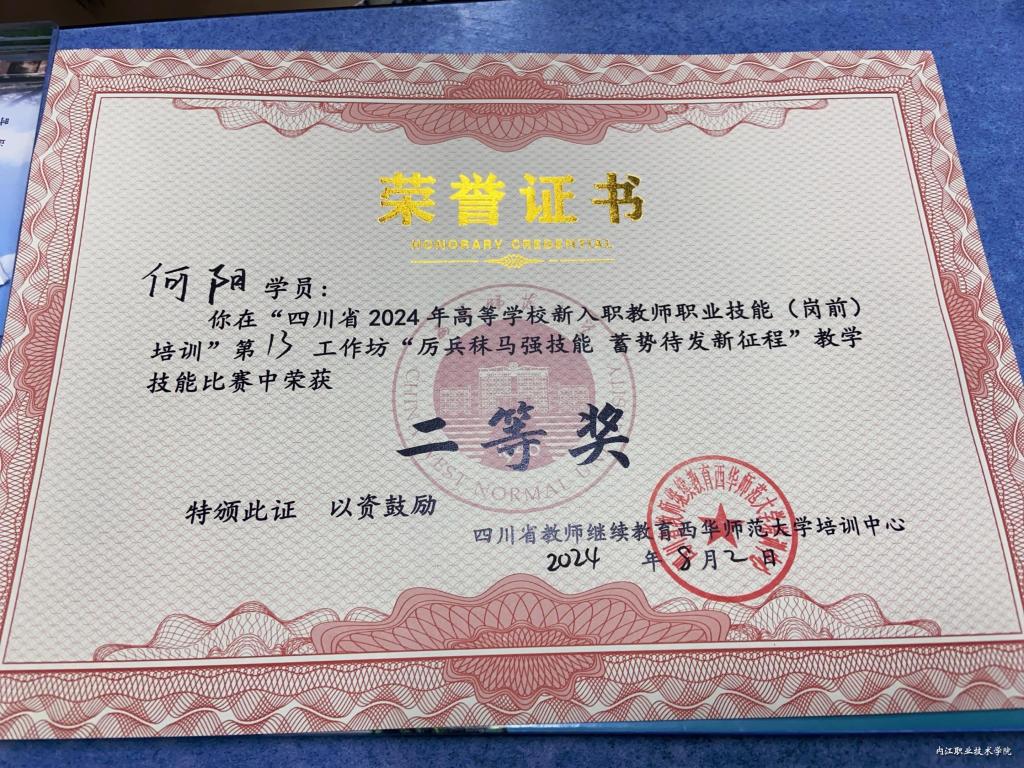 荣誉证书
HONORARY CREDENTIAL
何阳 学员：
你在“四川省2024年高等学校新入职教师职业技能（岗前）
培训”第13工作坊“厉兵秣马强技能 蓄势待发新征程”教学
技能比赛中荣获
二等奖
特颁此证 以资鼓励
四川省教师继续教育西华师范大学培训中心
2024 年8月2日
内江职业技术学院